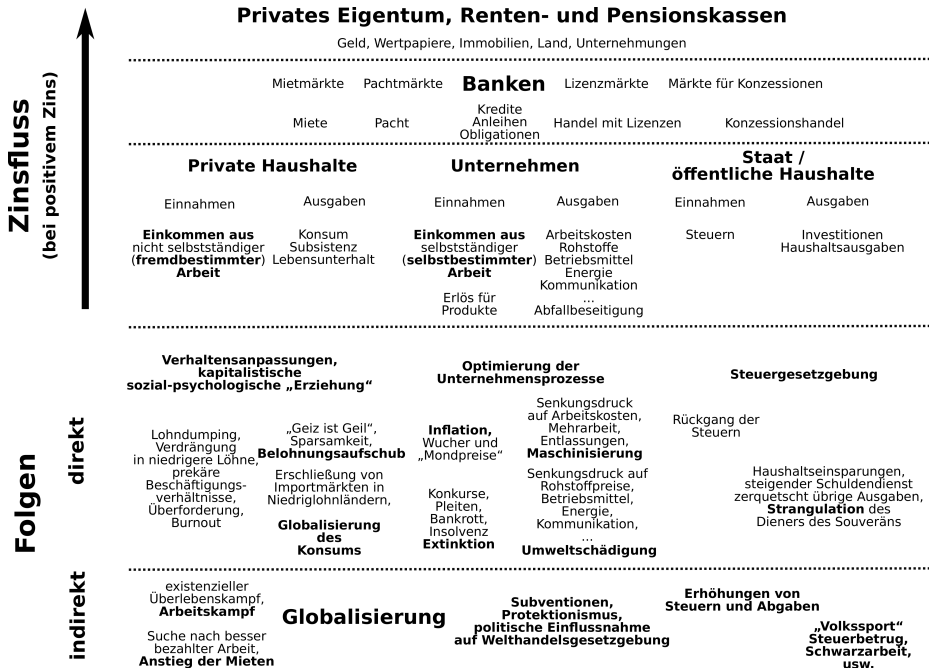 Privates Eigentum, Renten- und Pensionskassen
Geld, Wertpapiere, Immobilien, Land, Unternehmungen
Zinsfluss
(bei positivem Zins)
Mietmärkte
Pachtmärkte
Banken
Lizenzmärkte
Märkte für Konzessionen
Miete
Pacht
Kredite
Anleihen
Obligationen
Handel mit Lizenzen
Konzessionshandel
Private Haushalte
Unternehmen
Staat /
öffentliche Haushalte
Einnahmen
Ausgaben
Einnahmen
Ausgaben
Einnahmen
Ausgaben
Einkommen aus
nicht selbstständiger
(fremdbestimmter)
Arbeit
Konsum
Subsistenz
Lebensunterhalt
Einkommen aus
selbstständiger
(selbstbestimmter)
Arbeit
Erlös für
Produkte
Arbeitskosten
Rohstoffe
Betriebsmittel
Energie
Kommunikation
...
Abfallbeseitigung
Steuern
Investitionen
Haushaltsausgaben
Folgen
direkt
Verhaltensanpassungen,
kapitalistische
sozial-psychologische „Erziehung“
Optimierung der
Unternehmensprozesse
Steuergesetzgebung
Lohndumping,
Verdrängung
in niedrigere Löhne,
prekäre
Beschäftigungs-
verhältnisse,
Überforderung,
Burnout
„Geiz ist Geil“,
Sparsamkeit,
Belohnungsaufschub
Erschließung von
Importmärkten in
Niedriglohnländern,
Globalisierung
des
Konsums
Inflation,
Wucher und
„Mondpreise“
Konkurse,
Pleiten,
Bankrott,
Insolvenz
Extinktion
Senkungsdruck
auf Arbeitskosten,
Mehrarbeit,
Entlassungen,
Maschinisierung
Senkungsdruck auf
Rohstoffpreise,
Betriebsmittel,
Energie,
Kommunikation,
...
Umweltschädigung
Rückgang der
Steuern
Haushaltseinsparungen,
steigender Schuldendienst
zerquetscht übrige Ausgaben,
Strangulation des
Dieners des Souveräns
indirekt
existenzieller
Überlebenskampf,
Arbeitskampf
Suche nach besser
bezahlter Arbeit,
Anstieg der Mieten
Globalisierung
Subventionen,
Protektionismus,
politische Einflussnahme
auf Welthandelsgesetzgebung
Erhöhungen von
Steuern und Abgaben
„Volkssport“
Steuerbetrug,
Schwarzarbeit,
usw.